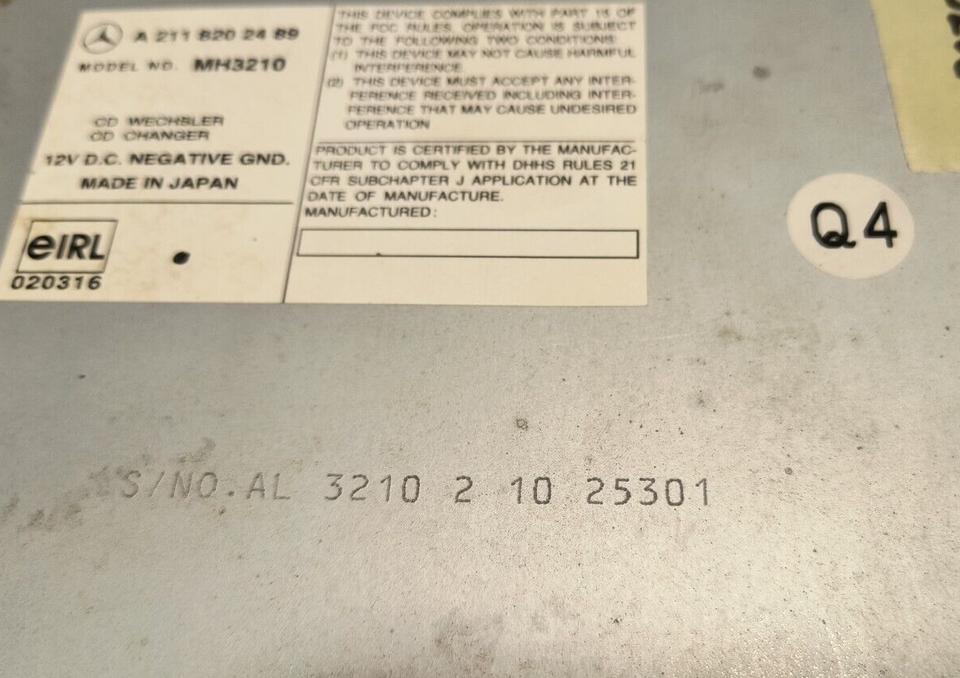 A 211 820 24 89
MODEL NO. MH3210
CD WECHSLER
CD CHANGER
12V D.C. NEGATIVE GND.
MADE IN JAPAN
eIRL
020316
THIS DEVICE COMPLIES WITH PART 15 OF
THE FCC RULES. OPERATION IS SUBJECT
TO THE FOLLOWING TWO CONDITIONS:
(1) THIS DEVICE MAY NOT CAUSE HARMFUL
INTERFERENCE.
(2) THIS DEVICE MUST ACCEPT ANY INTER-
FERENCE RECEIVED INCLUDING INTER-
FERENCE THAT MAY CAUSE UNDESIRED
OPERATION
PRODUCT IS CERTIFIED BY THE MANUFAC-
TURER TO COMPLY WITH DHHS RULES 21
CFR SUBCHAPTER J APPLICATION AT THE
DATE OF MANUFACTURE.
MANUFACTURED:
Q4
S/NO.AL 3210 2 10 25301